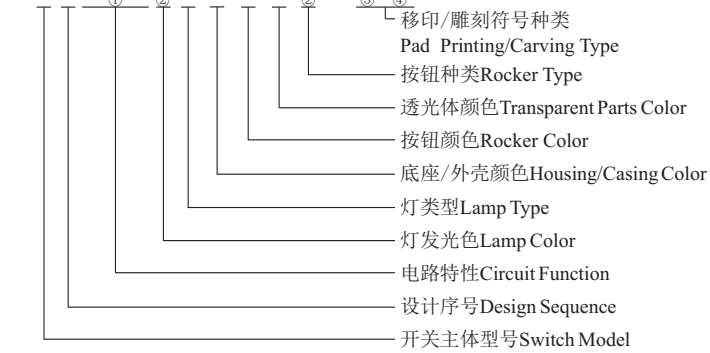 ① ② ② ③ ④
移印/雕刻符号种类
Pad Printing/Carving Type
按钮种类Rocker Type
透光体颜色Transparent Parts Color
按钮颜色Rocker Color
底座/外壳颜色Housing/Casing Color
灯类型Lamp Type
灯发光色Lamp Color
电路特性Circuit Function
设计序号Design Sequence
开关主体型号Switch Model